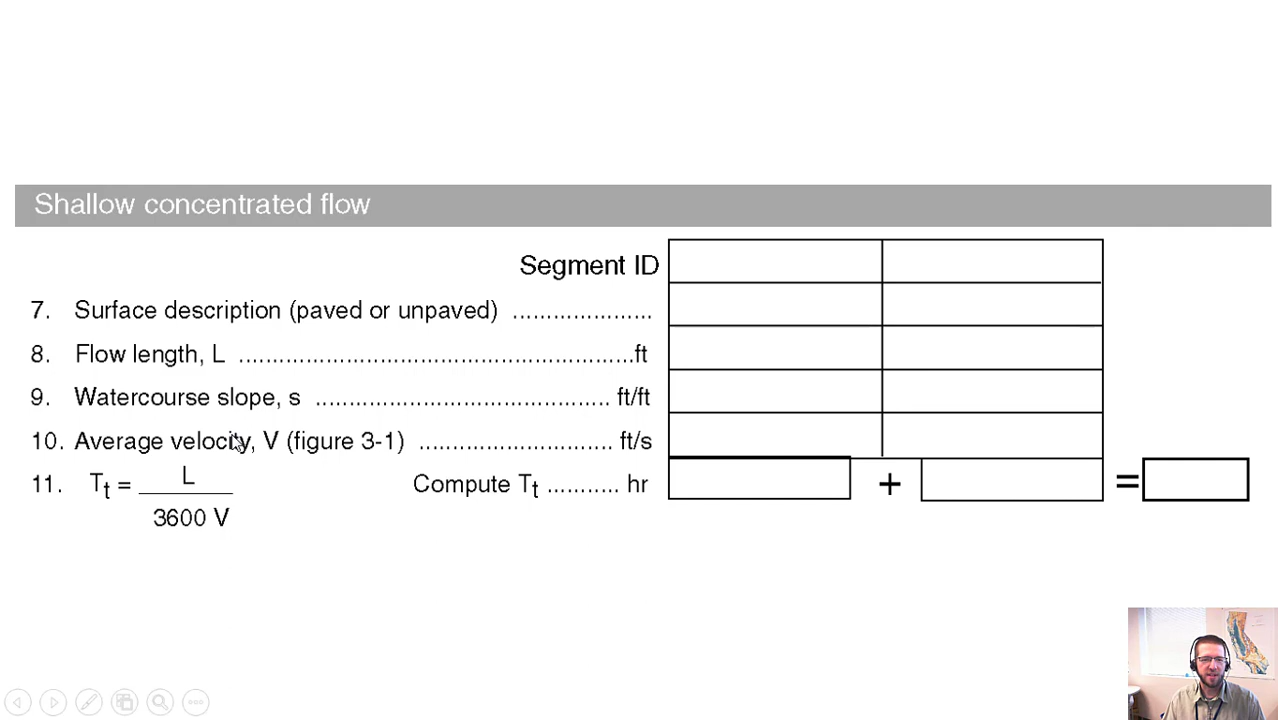 Shallow concentrated flow
Segment ID
7. Surface description (paved or unpaved) .....................
8. Flow length, L ...........................................................ft
9. Watercourse slope, s ............................................ ft/ft
10. Average velocity, V (figure 3-1) ............................. ft/s
11. Tt = L / 3600 V Compute Tt ........... hr + =